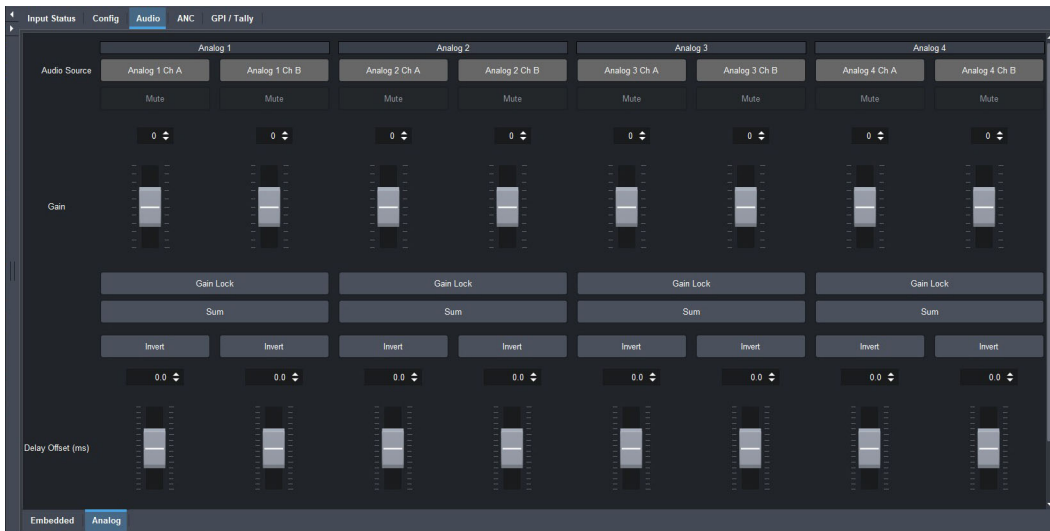 Input Status Config Audio ANC GPI / Tally
Analog 1 Analog 2 Analog 3 Analog 4
Audio Source Analog 1 Ch A Analog 1 Ch B Analog 2 Ch A Analog 2 Ch B Analog 3 Ch A Analog 3 Ch B Analog 4 Ch A Analog 4 Ch B
Mute Mute Mute Mute Mute Mute Mute Mute
0 0 0 0 0 0 0 0
Gain
Gain Lock Gain Lock Gain Lock Gain Lock
Sum Sum Sum Sum
Invert Invert Invert Invert Invert Invert Invert Invert
0.0 0.0 0.0 0.0 0.0 0.0 0.0 0.0
Delay Offset (ms)
Embedded Analog